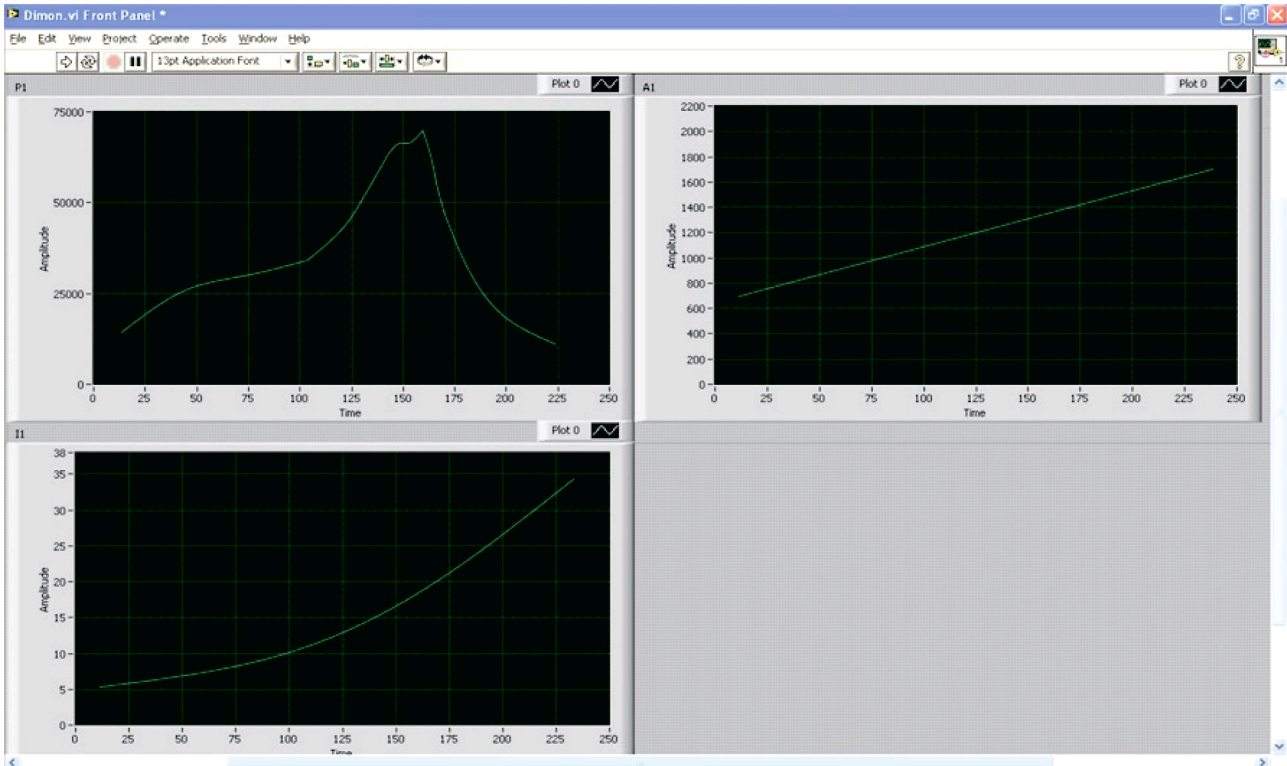 Dimon.vi Front Panel *
File Edit View Project Operate Tools Window Help
13pt Application Font
P1
Plot 0
75000
50000
25000
0
Amplitude
0 25 50 75 100 125 150 175 200 225 250
Time
A1
Plot 0
2200
2000
1800
1600
1400
1200
1000
800
600
400
200
0
Amplitude
0 25 50 75 100 125 150 175 200 225 250
Time
I1
Plot 0
38
35
30
25
20
15
10
5
0
Amplitude
0 25 50 75 100 125 150 175 200 225 250
Time